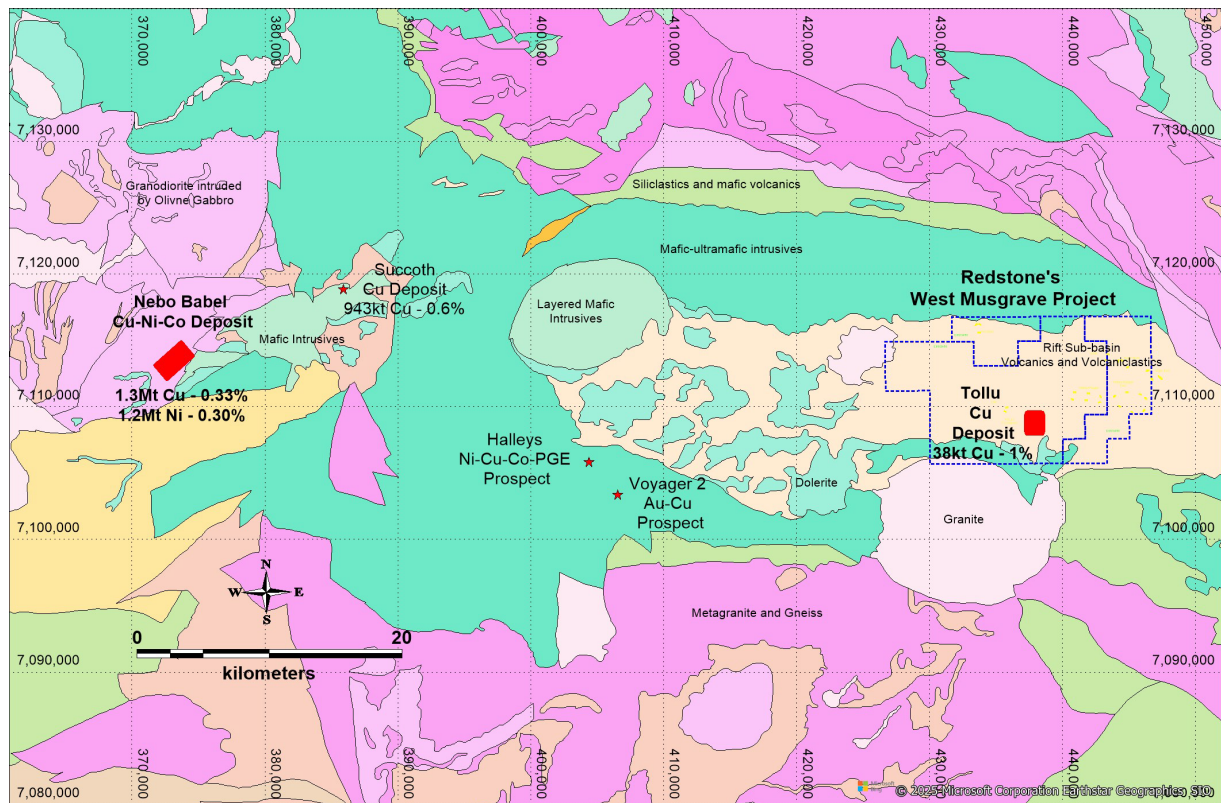 370,000
380,000
390,000
400,000
410,000
420,000
430,000
440,000
450,000
7,130,000
7,130,000
Granodiorite intruded
by Olivne Gabbro
Siliclastics and mafic volcanics
Mafic-ultramafic intrusives
7,120,000
7,120,000
Succoth
Cu Deposit
943kt Cu - 0.6%
Redstone's
West Musgrave Project
Nebo Babel
Cu-Ni-Co Deposit
Layered Mafic
Intrusives
Mafic Intrusives
Rift Sub-basin
Volcanics and Volcaniclastics
1.3Mt Cu - 0.33%
1.2Mt Ni - 0.30%
7,110,000
7,110,000
Tollu
Cu
Deposit
38kt Cu - 1%
Halleys
Ni-Cu-Co-PGE
Prospect
Voyager 2
Au-Cu
Prospect
Dolerite
Granite
7,100,000
7,100,000
N
W E
S
Metagranite and Gneiss
0 20
kilometers
7,090,000
7,090,000
370,000
380,000
390,000
400,000
410,000
420,000
430,000
440,000
7,080,000
Microsoft
Bing
© 2025 Microsoft Corporation Earthstar Geographics SIO